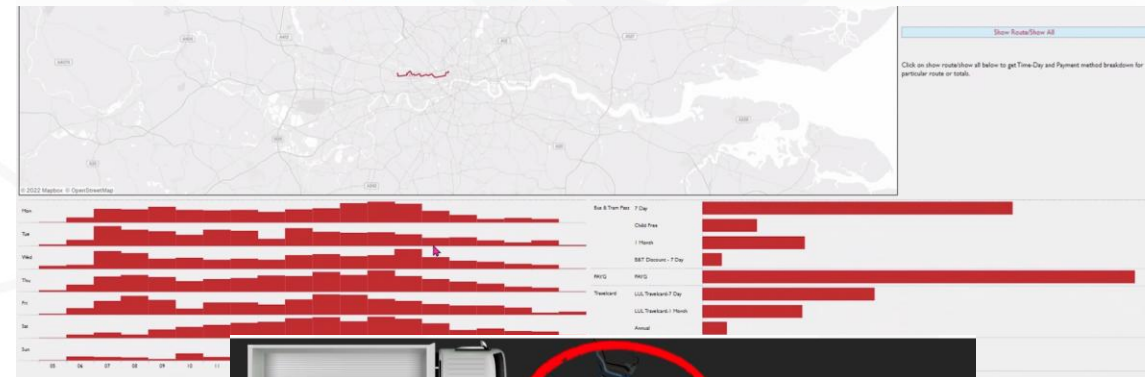 Show Route/Show All
Click on show route/show all below to get Time-Day and Payment method breakdown for
particular route or totals.
© 2022 Mapbox © OpenStreetMap
Mon
Tue
Wed
Thu
Fri
Sat
Sun
05 06 07 08 09 10 11
Bus & Tram Pass 7 Day
Child Free
1 Month
B&T Discount - 7 Day
PAYG PAYG
Travelcard LUL Travelcard-7 Day
LUL Travelcard-1 Month
Annual